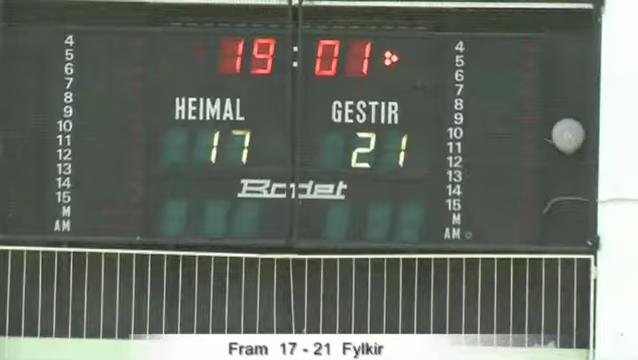 19:01
HEIMAL GESTIR
17 21
Bodet
4 4
5 5
6 6
7 7
8 8
9 9
10 10
11 11
12 12
13 13
14 14
15 15
M M
AM AM
Fram 17 - 21 Fylkir